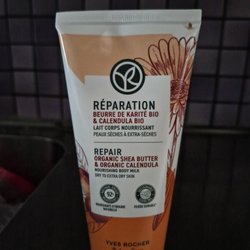 RÉPARATION
BEURRE DE KARITÉ BIO
& CALENDULA BIO
LAIT CORPS NOURRISSANT
PEAUX SÈCHES À EXTRA-SÈCHES
REPAIR
ORGANIC SHEA BUTTER
& ORGANIC CALENDULA
NOURISHING BODY MILK
DRY TO EXTRA DRY SKIN
YVES ROCHER